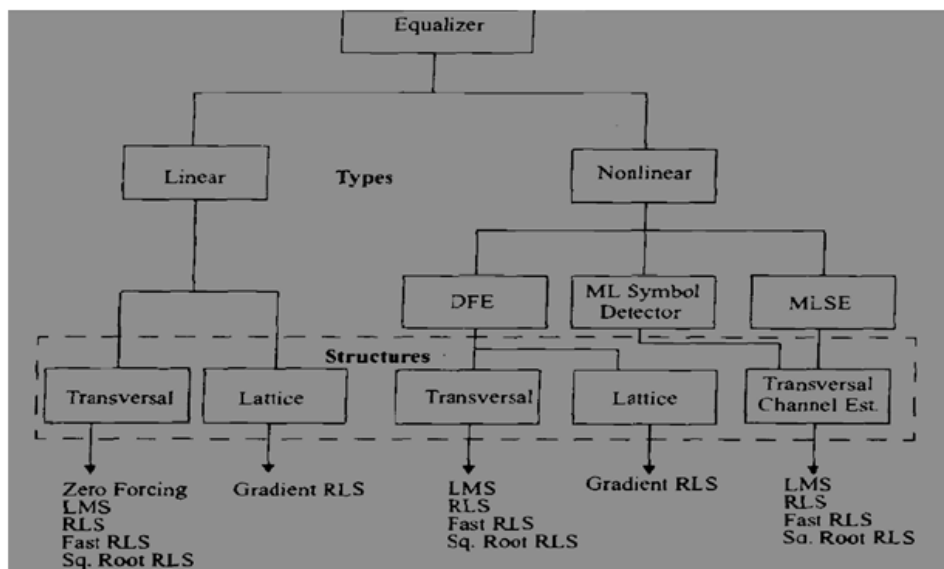 Equalizer
Linear
Types
Nonlinear
DFE
ML Symbol
Detector
MLSE
Structures
Transversal
Lattice
Transversal
Lattice
Transversal
Channel Est.
Zero Forcing
LMS
RLS
Fast RLS
Sq. Root RLS
Gradient RLS
LMS
RLS
Fast RLS
Sq. Root RLS
Gradient RLS
LMS
RLS
Fast RLS
Sq. Root RLS